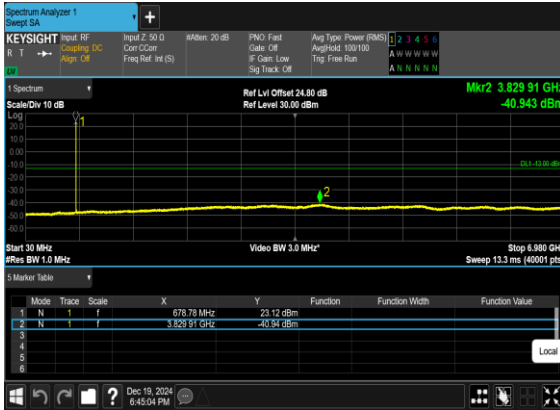 Spectrum Analyzer 1
Swept SA
+
KEYSIGHT Input: RF Input Z: 50 Ω #Atten: 20 dB PNO: Fast Avg Type: Power (RMS) 1 2 3 4 5 6
R T Coupling: DC Corr CCorr Gate: Off Avg|Hold: 100/100 A W W W W W
Align: Off Freq Ref: Int (S) IF Gain: Low Trig: Free Run
Sig Track: Off A N N N N N
1 Spectrum
Ref Lvl Offset 24.80 dB Mkr2 3.829 91 GHz
Scale/Div 10 dB Ref Level 30.00 dBm -40.943 dBm
Log
1
20.0
10.0
0.00
-10.0
DL1 -13.00 dBm
-20.0
-30.0
2
-40.0
-50.0
-60.0
Start 30 MHz Video BW 3.0 MHz* Stop 6.980 GHz
#Res BW 1.0 MHz Sweep 13.3 ms (40001 pts)
5 Marker Table
Mode Trace Scale X Y Function Function Width Function Value
1 N 1 f 678.78 MHz 23.12 dBm
2 N 1 f 3.829 91 GHz -40.94 dBm
3
4
5
6
Local
? Dec 19, 2024
6:45:04 PM